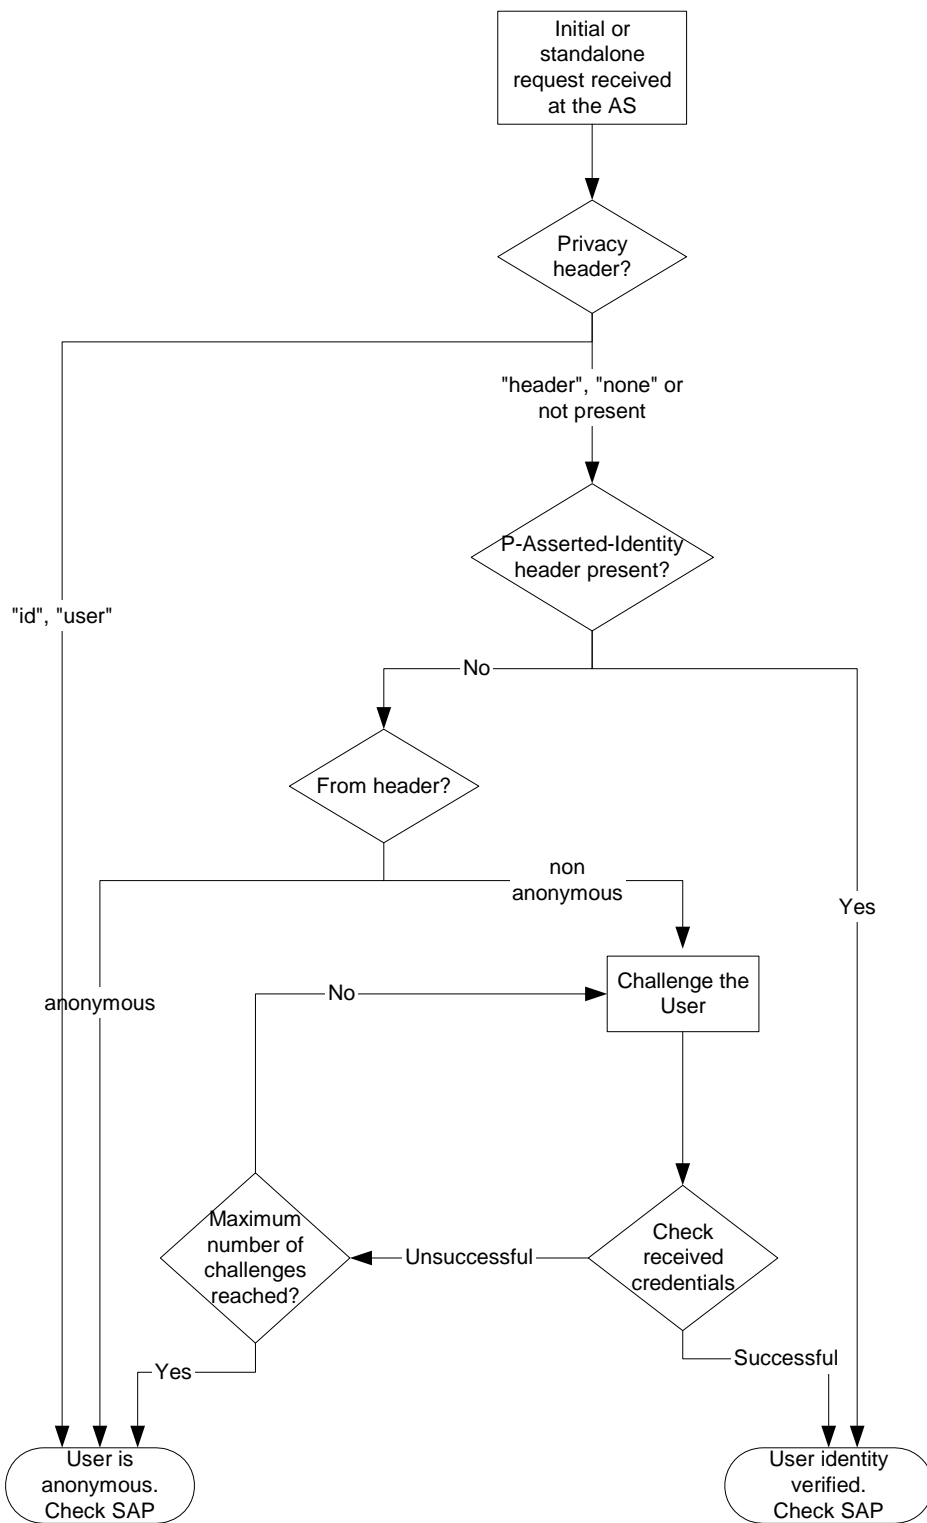 Initial or
standalone
request received
at the AS
Privacy
header?
"header", "none" or
not present
P-Asserted-Identity
header present?
"id", "user"
No
From header?
non
anonymous
Yes
Challenge the
User
No
anonymous
Maximum
number of
challenges
reached?
Unsuccessful
Check
received
credentials
Yes
Successful
User is
anonymous.
Check SAP
User identity
verified.
Check SAP